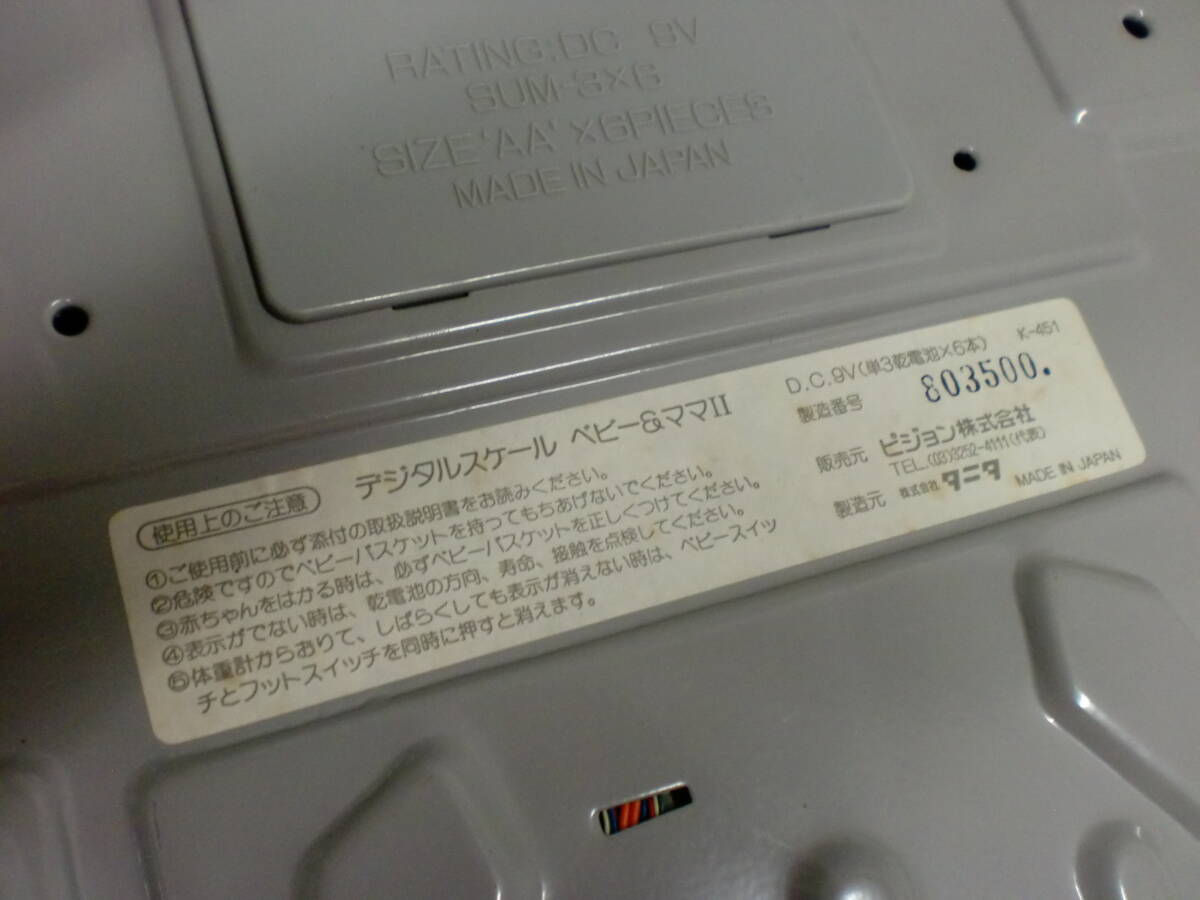 RATING:DC 9V
SUM-3×6
SIZE 'AA' ×6PIECES
MADE IN JAPAN
使用上のご注意
デジタルスケール ベビー&ママII
①ご使用前に必ず添付の取扱説明書をお読みください。
②危険ですのでベビーバスケットを持ってもちあげないでください。
③赤ちゃんをはかる時は、必ずベビーバスケットを正しくつけてください。
④表示がでない時は、乾電池の方向、寿命、接触を点検してください。
⑤体重計からおりて、しばらくしても表示が消えない時は、ベビースイッ
チとフットスイッチを同時に押すと消えます。
D.C.9V(単3乾電池×6本) K-451
製造番号 803500.
販売元 ピジョン株式会社
TEL.(03)3252-4111(代表)
製造元 株式会社 タニタ MADE IN JAPAN